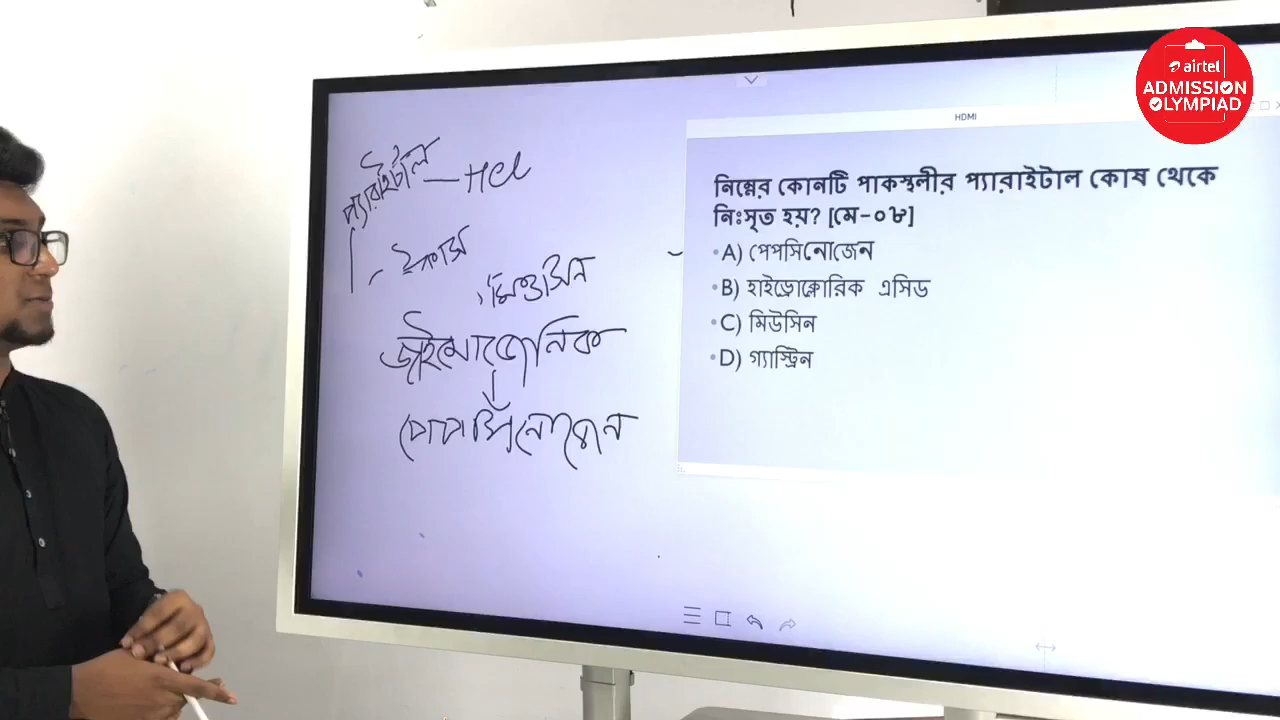 airtel
ADMISSION
OLYMPIAD
HDMI
প্যারাইটাল — HCl
মিউসিন
জাইমোজেনিক
পেপসিনোজেন
নিম্নের কোনটি পাকস্থলীর প্যারাইটাল কোষ থেকে
নিঃসৃত হয়? [মে-০৮]
A) পেপসিনোজেন
B) হাইড্রোক্লোরিক এসিড
C) মিউসিন
D) গ্যাস্ট্রিন